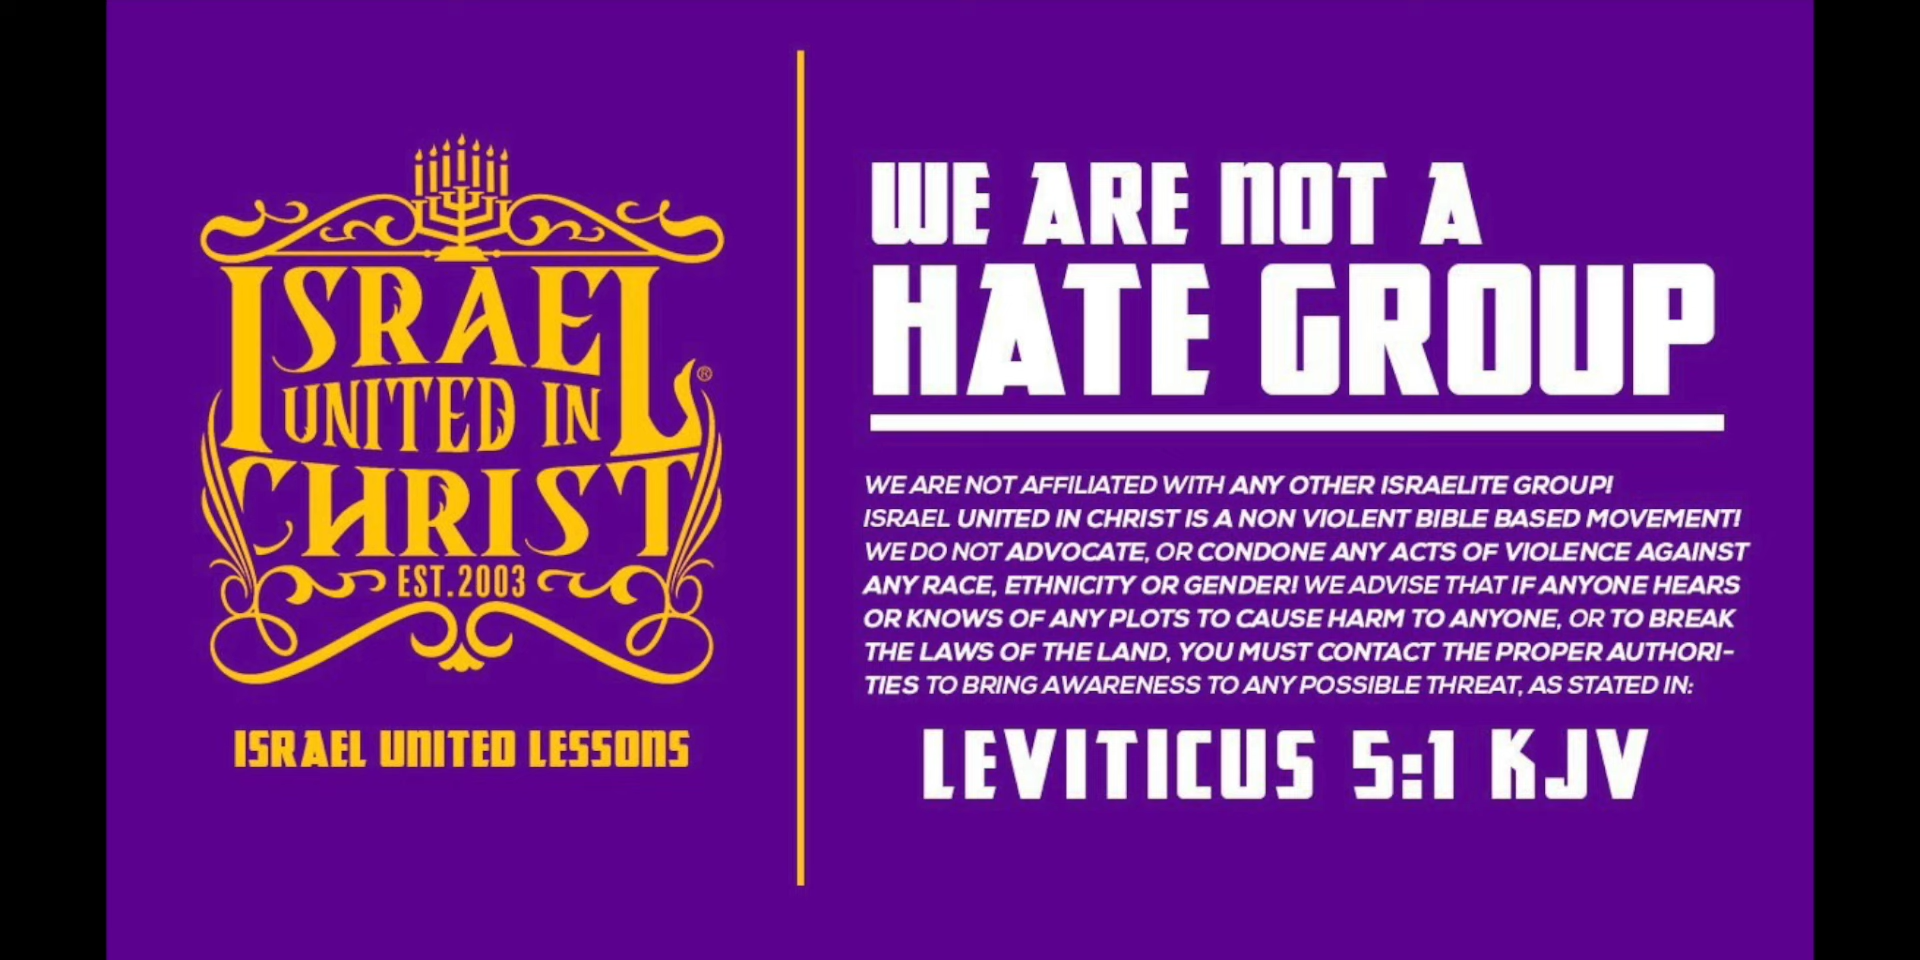 ISRAEL
UNITED IN
CHRIST
®
EST.2003
ISRAEL UNITED LESSONS
WE ARE NOT A
HATE GROUP
WE ARE NOT AFFILIATED WITH ANY OTHER ISRAELITE GROUP!
ISRAEL UNITED IN CHRIST IS A NON VIOLENT BIBLE BASED MOVEMENT!
WE DO NOT ADVOCATE, OR CONDONE ANY ACTS OF VIOLENCE AGAINST
ANY RACE, ETHNICITY OR GENDER! WE ADVISE THAT IF ANYONE HEARS
OR KNOWS OF ANY PLOTS TO CAUSE HARM TO ANYONE, OR TO BREAK
THE LAWS OF THE LAND, YOU MUST CONTACT THE PROPER AUTHORI-
TIES TO BRING AWARENESS TO ANY POSSIBLE THREAT, AS STATED IN:
LEVITICUS 5:1 KJV